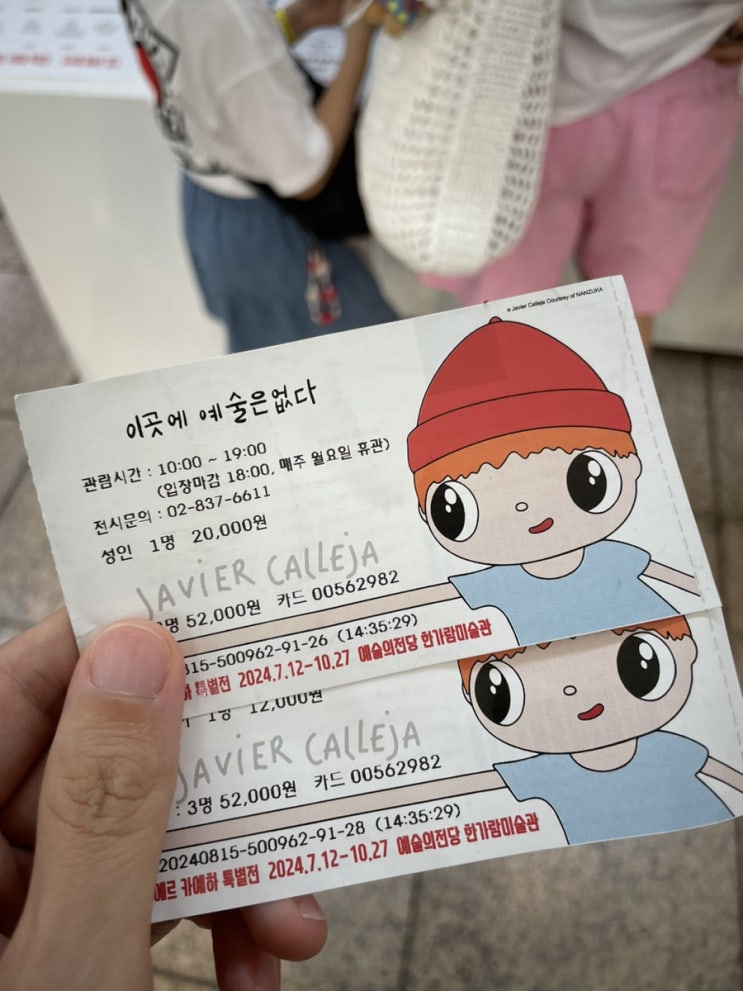 © Javier Calleja Courtesy of NANZUKA
이곳에 예술은없다
관람시간 : 10:00 ~ 19:00
(입장마감 18:00, 매주 월요일 휴관)
전시문의 : 02-837-6611
성인 1명 20,000원
JAVIER CALLEJA
명 52,000원 카드 00562982
815-500962-91-26 (14:35:29)
하 특별전 2024.7.12-10.27 예술의전당 한가람미술관
1명 12,000원
JAVIER CALLEJA
: 3명 52,000원 카드 00562982
20240815-500962-91-28 (14:35:29)
에르 카예하 특별전 2024.7.12-10.27 예술의전당 한가람미술관